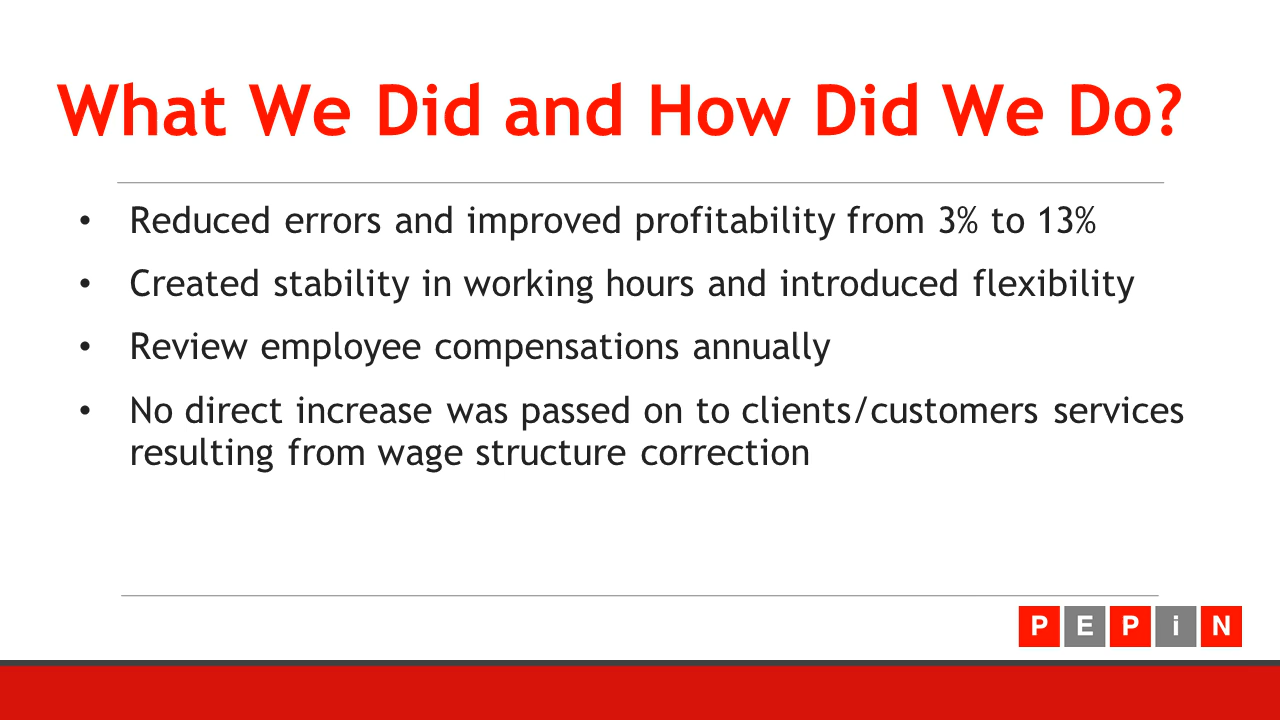 What We Did and How Did We Do?
• Reduced errors and improved profitability from 3% to 13%
• Created stability in working hours and introduced flexibility
• Review employee compensations annually
• No direct increase was passed on to clients/customers services
resulting from wage structure correction
PEPiN